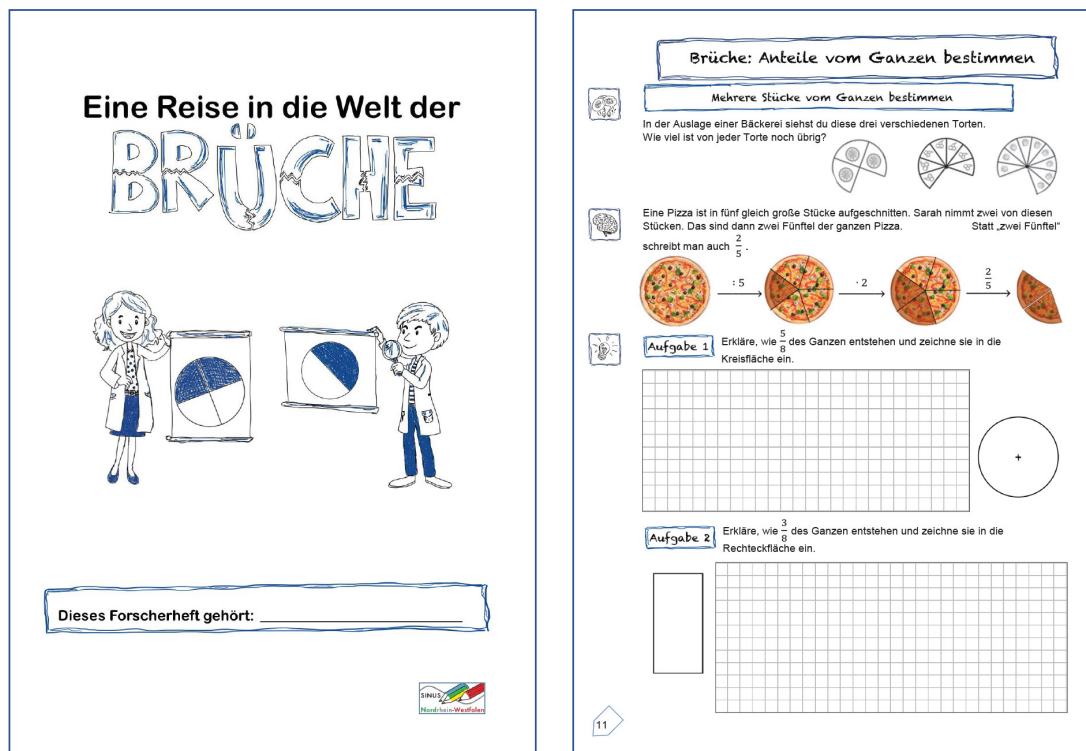 Eine Reise in die Welt der
BRÜCHE
Dieses Forscherheft gehört:
SINUS
Nordrhein-Westfalen
Brüche: Anteile vom Ganzen bestimmen
Mehrere Stücke vom Ganzen bestimmen
In der Auslage einer Bäckerei siehst du diese drei verschiedenen Torten.
Wie viel ist von jeder Torte noch übrig?
Eine Pizza ist in fünf gleich große Stücke aufgeschnitten. Sarah nimmt zwei von diesen
Stücken. Das sind dann zwei Fünftel der ganzen Pizza. Statt „zwei Fünftel“
schreibt man auch 2/5 .
: 5 · 2 2/5
Aufgabe 1 Erkläre, wie 5/8 des Ganzen entstehen und zeichne sie in die
Kreisfläche ein.
Aufgabe 2 Erkläre, wie 3/8 des Ganzen entstehen und zeichne sie in die
Rechteckfläche ein.
11